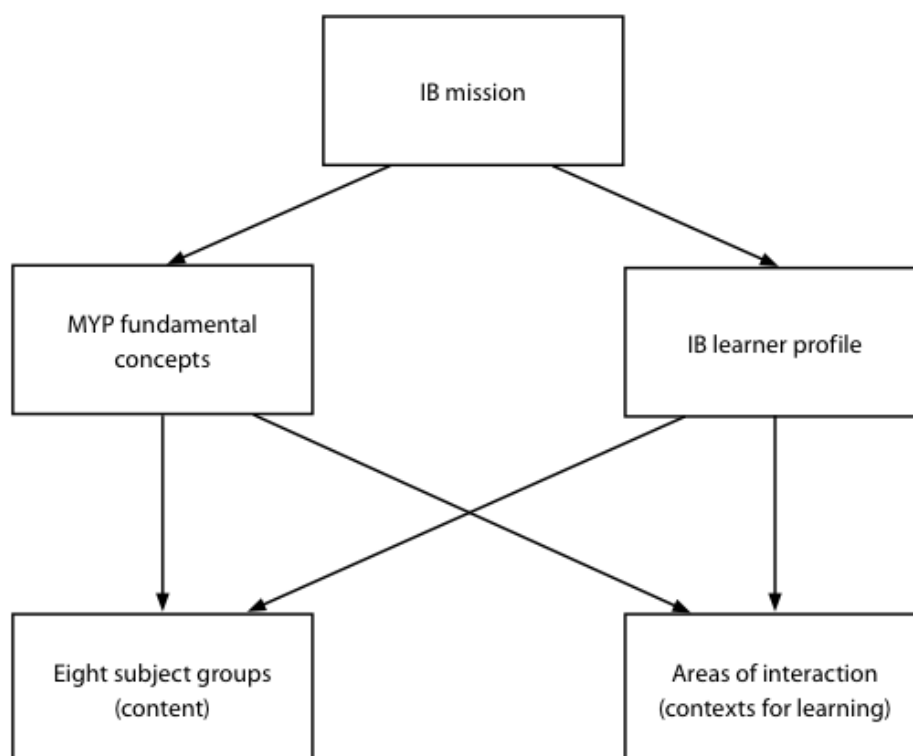 IB mission
MYP fundamental
concepts
IB learner profile
Eight subject groups
(content)
Areas of interaction
(contexts for learning)